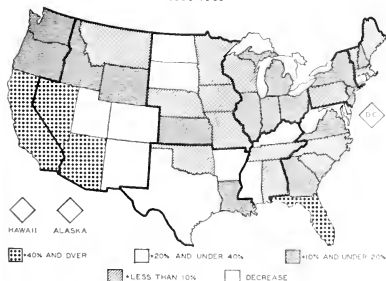 D.C.
HAWAII ALASKA
+40% AND OVER +20% AND UNDER 40% +10% AND UNDER 20%
+LESS THAN 10% DECREASE